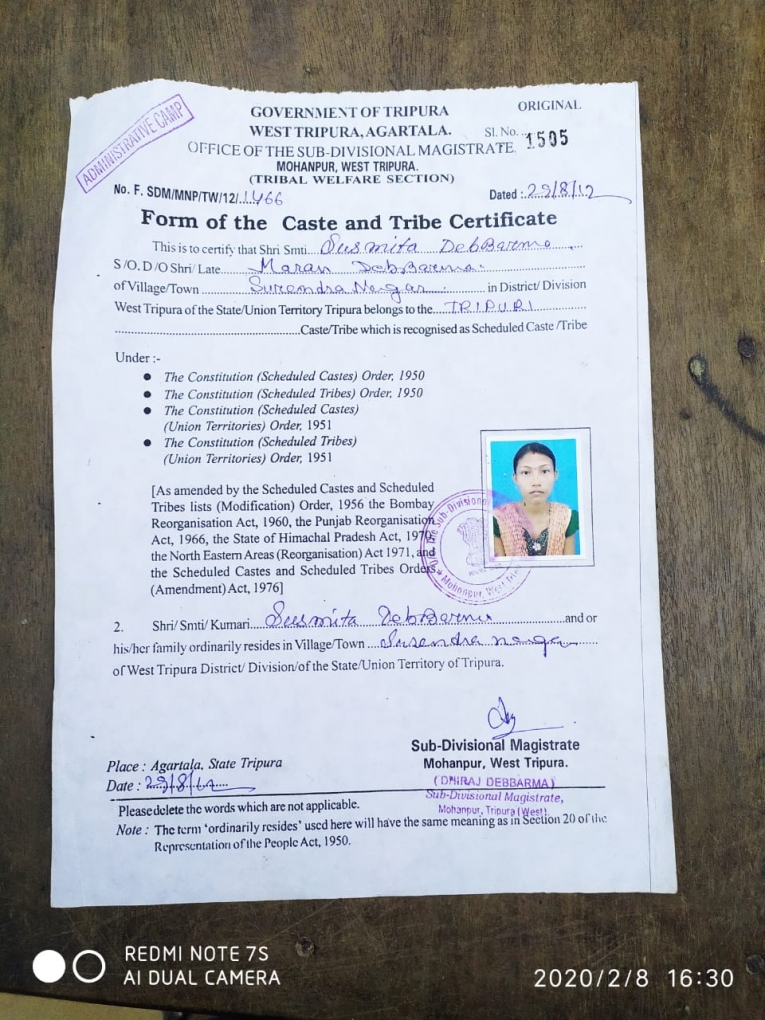 ADMINISTRATIVE CAMP
ORIGINAL
GOVERNMENT OF TRIPURA
WEST TRIPURA, AGARTALA.
Sl. No. 1505
OFFICE OF THE SUB-DIVISIONAL MAGISTRATE.
MOHANPUR, WEST TRIPURA.
(TRIBAL WELFARE SECTION)
No. F. SDM/MNP/TW/12/1466 Dated : 29/8/12
Form of the Caste and Tribe Certificate
This is to certify that Shri Smti. Susmita DebBarma
S/O. D/O Shri/ Late Maran DebBarma
of Village/Town Surendra Nagar in District/ Division
West Tripura of the State/Union Territory Tripura belongs to the TRIPURI
Caste/Tribe which is recognised as Scheduled Caste /Tribe
Under :-
● The Constitution (Scheduled Castes) Order, 1950
● The Constitution (Scheduled Tribes) Order, 1950
● The Constitution (Scheduled Castes)
(Union Territories) Order, 1951
● The Constitution (Scheduled Tribes)
(Union Territories) Order, 1951
[As amended by the Scheduled Castes and Scheduled
Tribes lists (Modification) Order, 1956 the Bombay
Reorganisation Act, 1960, the Punjab Reorganisation
Act, 1966, the State of Himachal Pradesh Act, 1970,
the North Eastern Areas (Reorganisation) Act 1971, and
the Scheduled Castes and Scheduled Tribes Orders
(Amendment) Act, 1976]
the Sub-Divisional
Mohanpur, West
2. Shri/ Smti/ Kumari Susmita DebBarma and or
his/her family ordinarily resides in Village/Town Surendra nagar
of West Tripura District/ Division/of the State/Union Territory of Tripura.
Sub-Divisional Magistrate
Mohanpur, West Tripura.
Place : Agartala, State Tripura
(DHIRAJ DEBBARMA)
Date : 29/8/12
Sub-Divisional Magistrate,
Mohanpur, Tripura (West).
Please delete the words which are not applicable.
Note : The term 'ordinarily resides' used here will have the same meaning as in Section 20 of the
Representation of the People Act, 1950.
REDMI NOTE 7S
AI DUAL CAMERA
2020/2/8 16:30